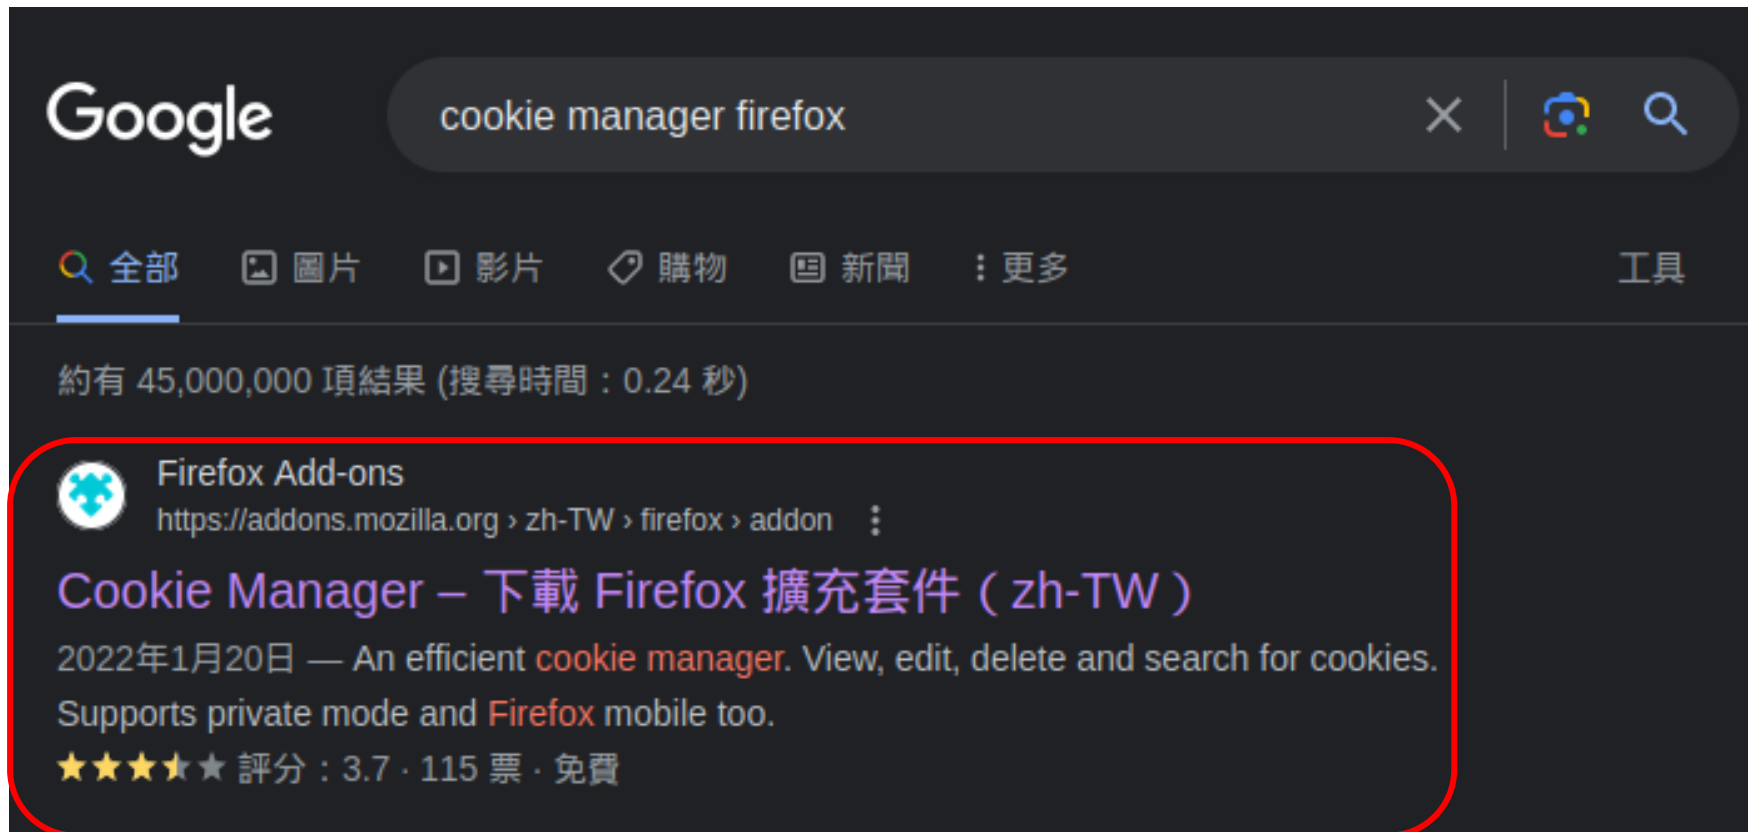 Google
cookie manager firefox
全部 圖片 影片 購物 新聞 更多 工具
約有 45,000,000 項結果 (搜尋時間：0.24 秒)
Firefox Add-ons
https://addons.mozilla.org › zh-TW › firefox › addon
Cookie Manager – 下載 Firefox 擴充套件（zh-TW）
2022年1月20日 — An efficient cookie manager. View, edit, delete and search for cookies.
Supports private mode and Firefox mobile too.
評分：3.7 · 115 票 · 免費